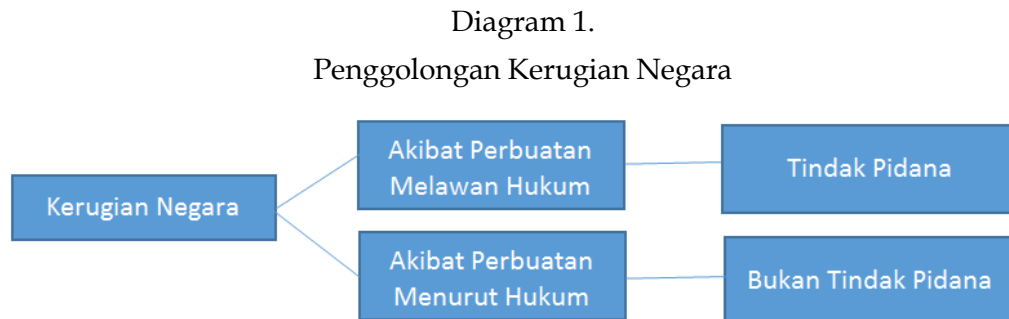 Diagram 1.
Penggolongan Kerugian Negara
Kerugian Negara
Akibat Perbuatan
Melawan Hukum
Tindak Pidana
Akibat Perbuatan
Menurut Hukum
Bukan Tindak Pidana